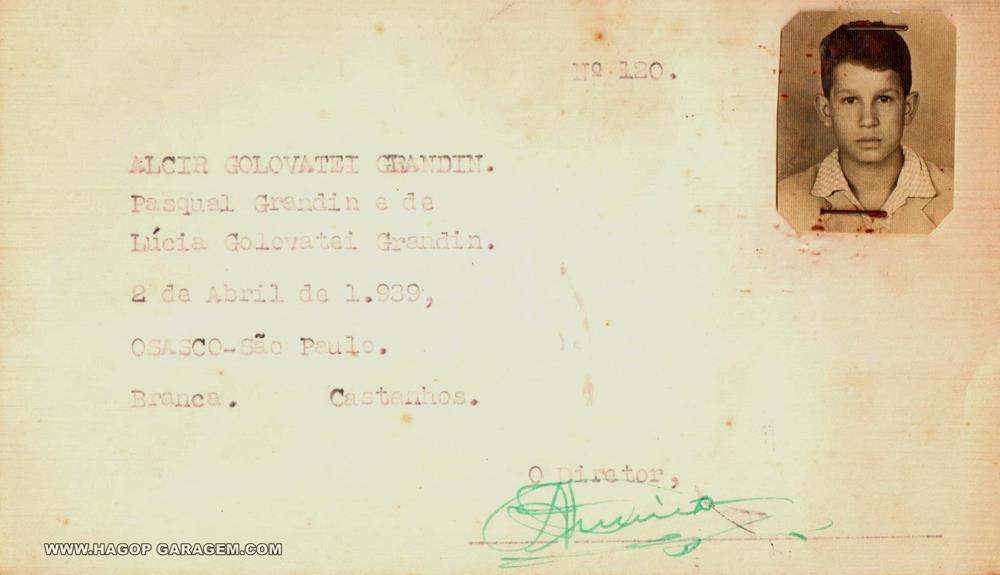 Nº 120.
ALCIR GOLOVATEI GRANDIN.
Pasqual Grandin e de
Lúcia Golovatei Grandin.
2 de Abril de 1.939,
OSASCO-São Paulo.
Branca. Castanhos.
O Diretor,
WWW.HAGOP GARAGEM.COM